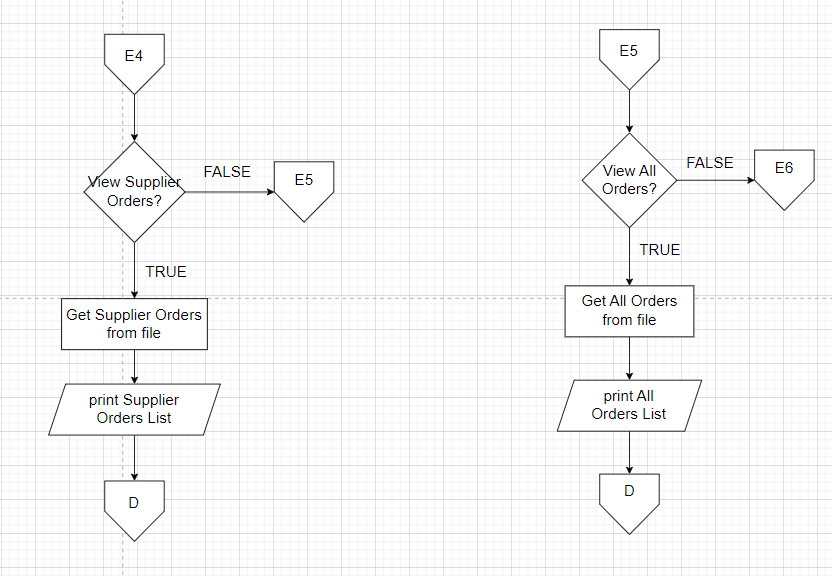 E4
View Supplier
Orders?
FALSE
E5
TRUE
Get Supplier Orders
from file
print Supplier
Orders List
D
E5
View All
Orders?
FALSE
E6
TRUE
Get All Orders
from file
print All
Orders List
D